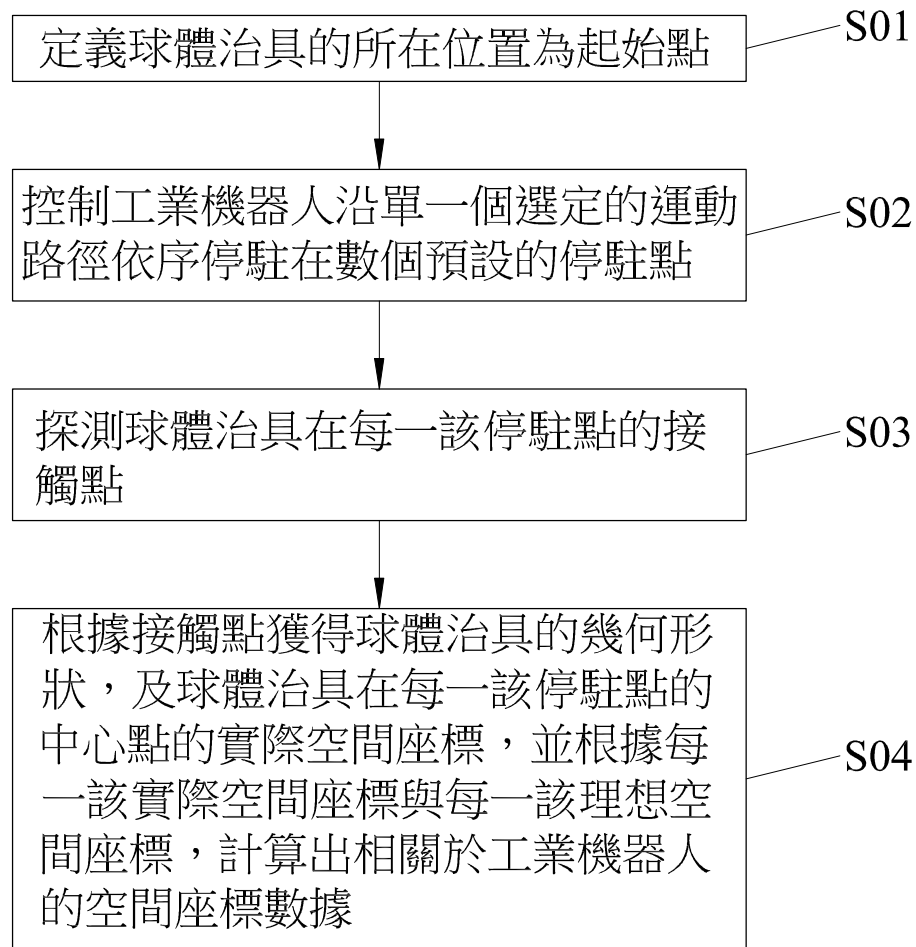 定義球體治具的所在位置為起始點
S01
控制工業機器人沿單一個選定的運動
路徑依序停駐在數個預設的停駐點
S02
探測球體治具在每一該停駐點的接
觸點
S03
根據接觸點獲得球體治具的幾何形
狀，及球體治具在每一該停駐點的
中心點的實際空間座標，並根據每
一該實際空間座標與每一該理想空
間座標，計算出相關於工業機器人
的空間座標數據
S04